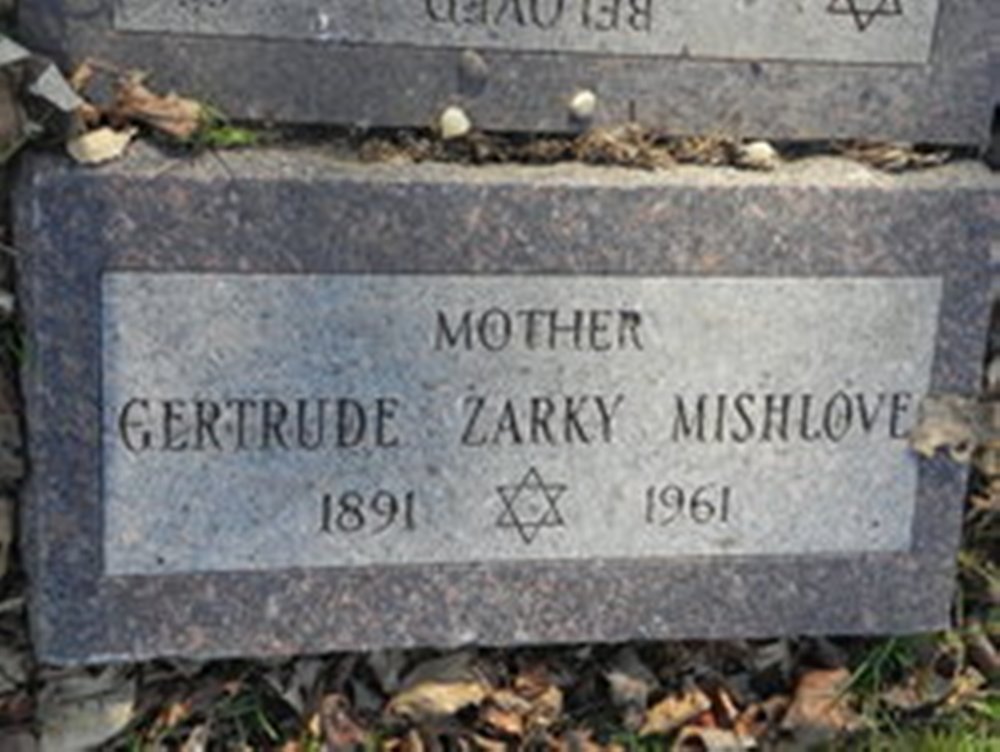 BELOVED
MOTHER
GERTRUDE ZARKY MISHLOVE
1891 1961